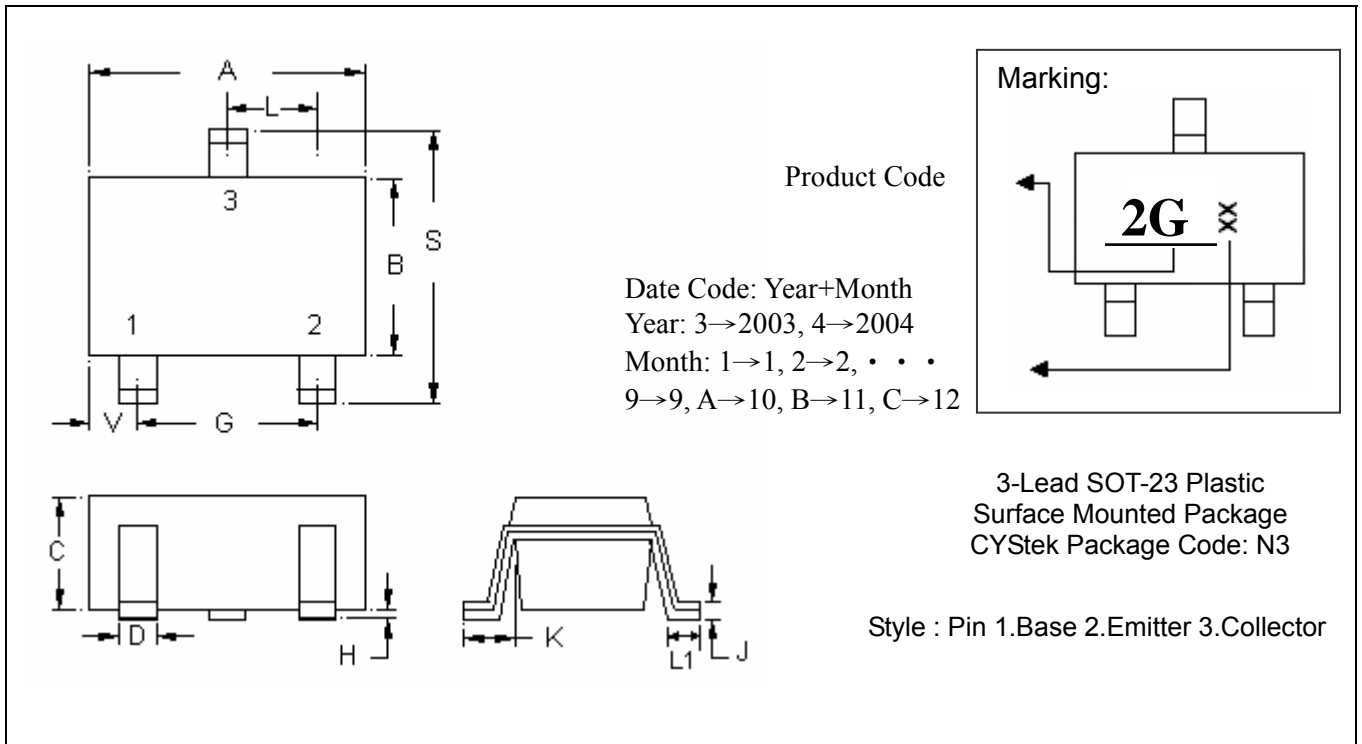 A
L
3
S
B
1 2
V G
C
D
H
K
L1
J
Marking:
Product Code
2G XX
Date Code: Year+Month
Year: 3→2003, 4→2004
Month: 1→1, 2→2, ・・・
9→9, A→10, B→11, C→12
3-Lead SOT-23 Plastic
Surface Mounted Package
CYStek Package Code: N3
Style : Pin 1.Base 2.Emitter 3.Collector